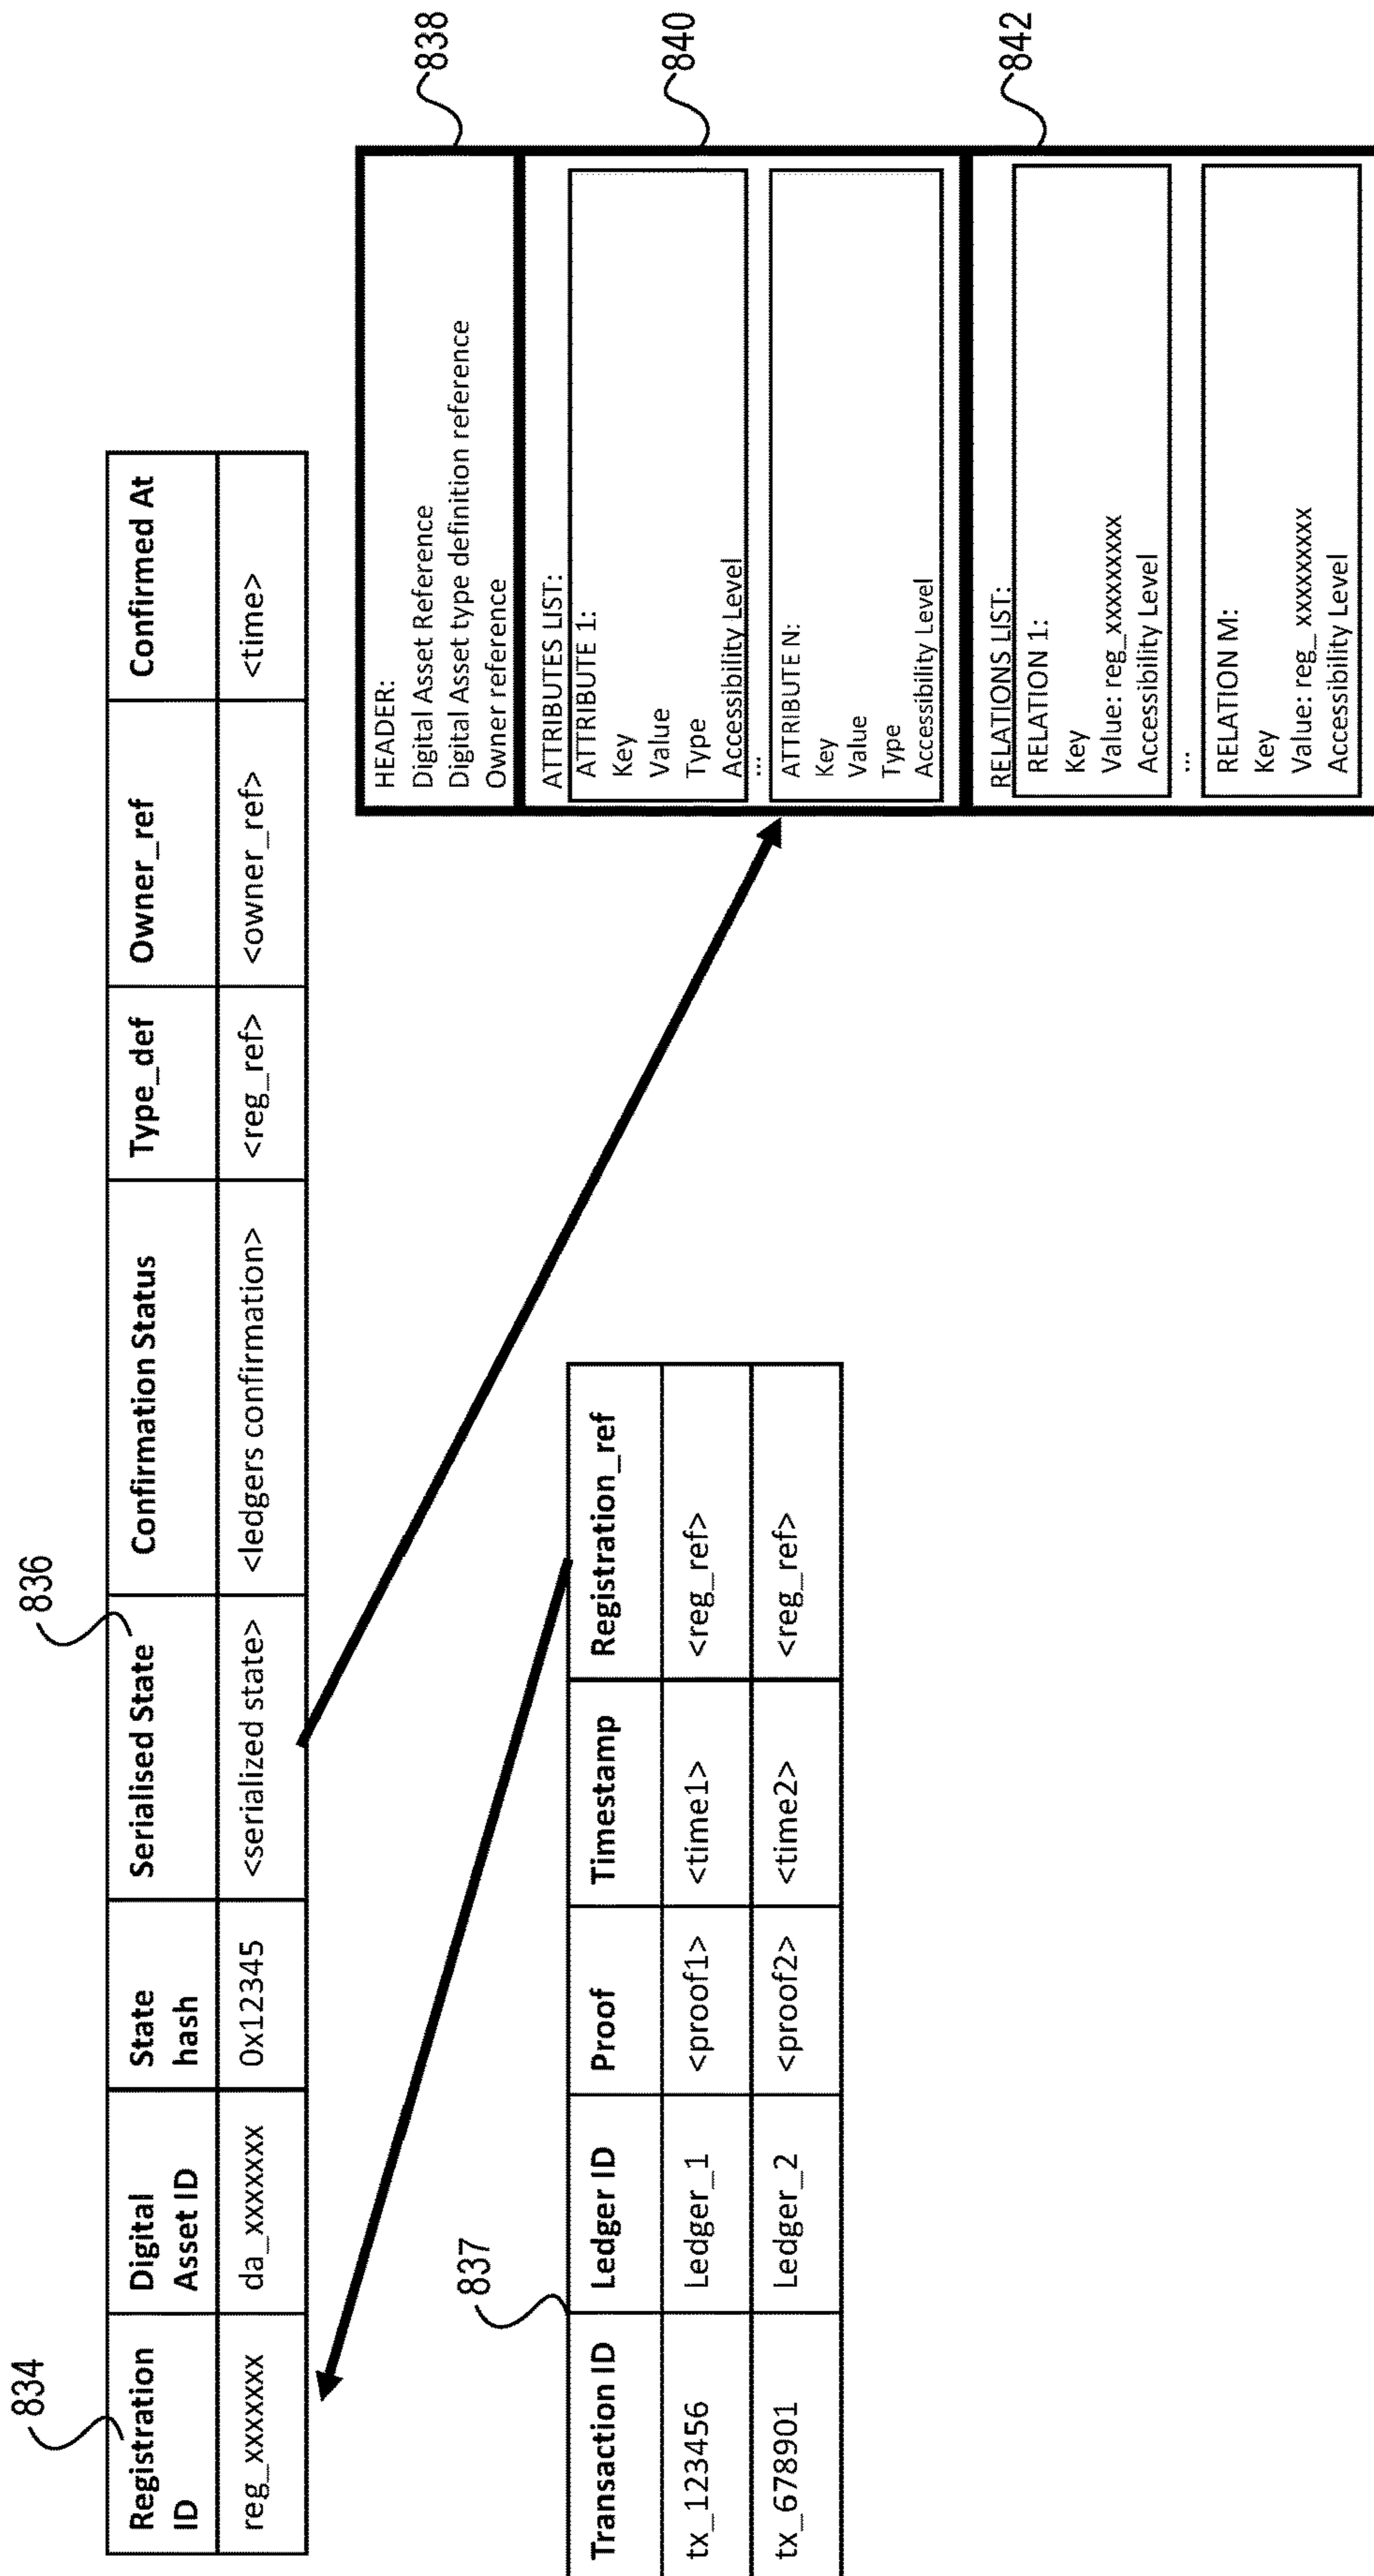 834
836
Registration ID
Digital Asset ID
State hash
Serialised State
Confirmation Status
Type_def
Owner_ref
Confirmed At
reg_xxxxxxx
da_xxxxxxx
0x12345
<serialized state>
<ledgers confirmation>
<reg_ref>
<owner_ref>
<time>
837
Transaction ID
Ledger ID
Proof
Timestamp
Registration_ref
tx_123456
Ledger_1
<proof1>
<time1>
<reg_ref>
tx_678901
Ledger_2
<proof2>
<time2>
<reg_ref>
838
HEADER:
Digital Asset Reference
Digital Asset type definition reference
Owner reference
840
ATTRIBUTES LIST:
ATTRIBUTE 1:
Key
Value
Type
Accessibility Level
...
ATTRIBUTE N:
Key
Value
Type
Accessibility Level
842
RELATIONS LIST:
RELATION 1:
Key
Value: reg_xxxxxxxxx
Accessibility Level
...
RELATION M:
Key
Value: reg_ xxxxxxxxx
Accessibility Level